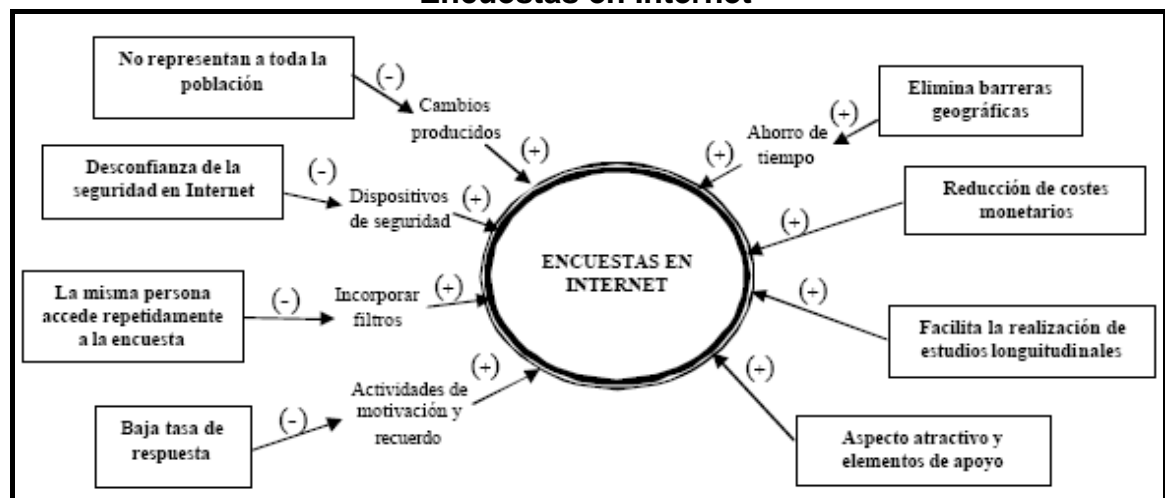 Encuestas en Internet
No representan a toda la
población
(-)
Cambios
producidos
(+)
Desconfianza de la
seguridad en Internet
(-)
Dispositivos
de seguridad
(+)
La misma persona
accede repetidamente
a la encuesta
(-)
Incorporar
filtros
(+)
Baja tasa de
respuesta
(-)
Actividades de
motivación y
recuerdo
(+)
ENCUESTAS EN
INTERNET
Elimina barreras
geográficas
(+)
Ahorro de
tiempo
(+)
Reducción de costes
monetarios
(+)
Facilita la realización de
estudios longuitudinales
(+)
Aspecto atractivo y
elementos de apoyo
(+)